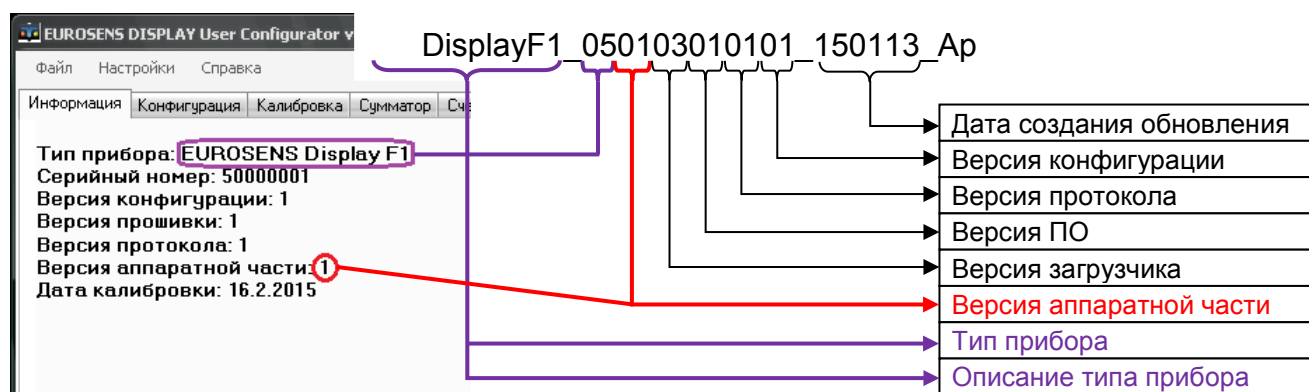 EUROSENS DISPLAY User Configurator v
Файл Настройки Справка
Информация Конфигурация Калибровка Сумматор Сче
Тип прибора: EUROSENS Display F1
Серийный номер: 50000001
Версия конфигурации: 1
Версия прошивки: 1
Версия протокола: 1
Версия аппаратной части: 1
Дата калибровки: 16.2.2015
DisplayF1_050103010101_150113_Ap
Дата создания обновления
Версия конфигурации
Версия протокола
Версия ПО
Версия загрузчика
Версия аппаратной части
Тип прибора
Описание типа прибора